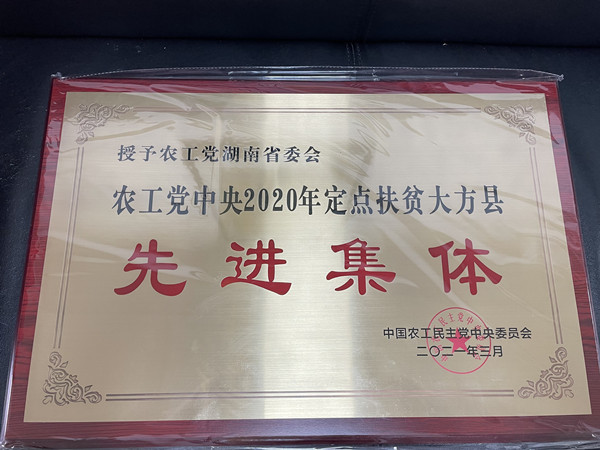 授予农工党湖南省委会
农工党中央2020年定点扶贫大方县
先进集体
中国农工民主党中央委员会
二〇二一年三月